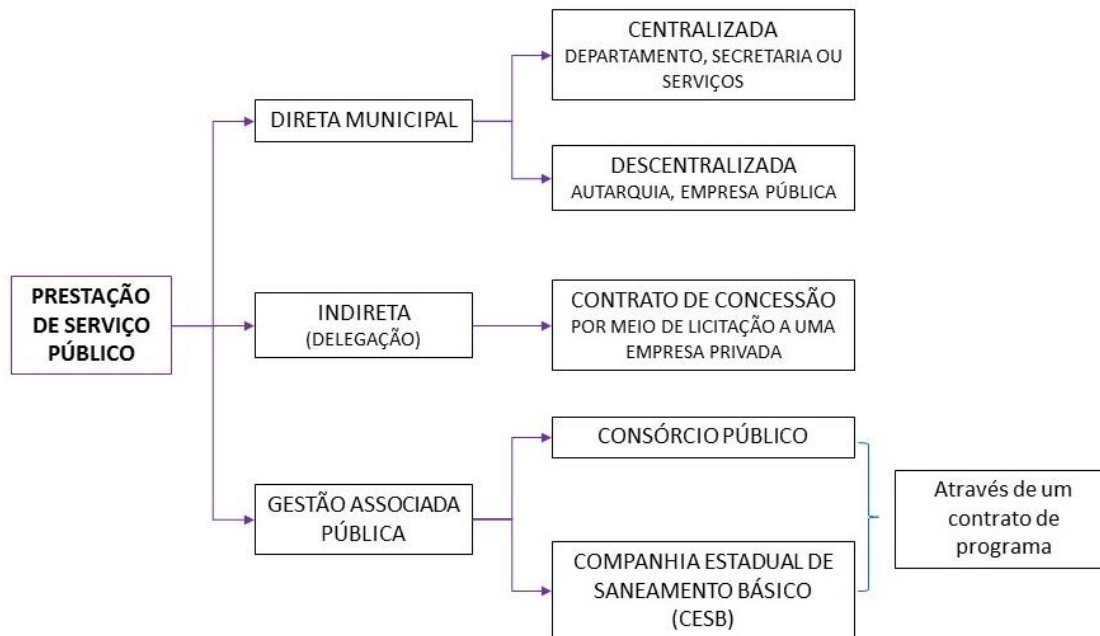 PRESTAÇÃO
DE SERVIÇO
PÚBLICO
DIRETA MUNICIPAL
CENTRALIZADA
DEPARTAMENTO, SECRETARIA OU
SERVIÇOS
DESCENTRALIZADA
AUTARQUIA, EMPRESA PÚBLICA
INDIRETA
(DELEGAÇÃO)
CONTRATO DE CONCESSÃO
POR MEIO DE LICITAÇÃO A UMA
EMPRESA PRIVADA
GESTÃO ASSOCIADA
PÚBLICA
CONSÓRCIO PÚBLICO
COMPANHIA ESTADUAL DE
SANEAMENTO BÁSICO
(CESB)
Através de um
contrato de
programa